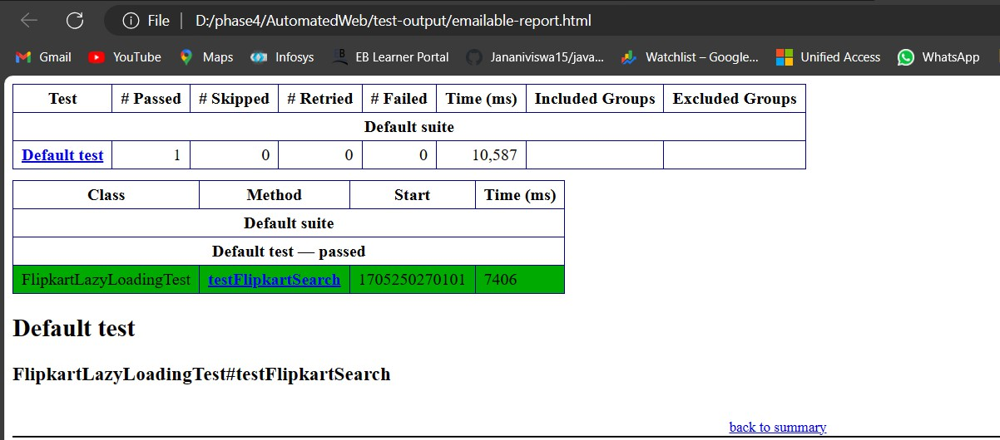 File | D:/phase4/AutomatedWeb/test-output/emailable-report.html
Gmail YouTube Maps Infosys EB Learner Portal Jananiviswa15/java... Watchlist – Google... Unified Access WhatsApp
Test # Passed # Skipped # Retried # Failed Time (ms) Included Groups Excluded Groups
Default suite
Default test 1 0 0 0 10,587
Class Method Start Time (ms)
Default suite
Default test — passed
FlipkartLazyLoadingTest testFlipkartSearch 1705250270101 7406
Default test
FlipkartLazyLoadingTest#testFlipkartSearch
back to summary